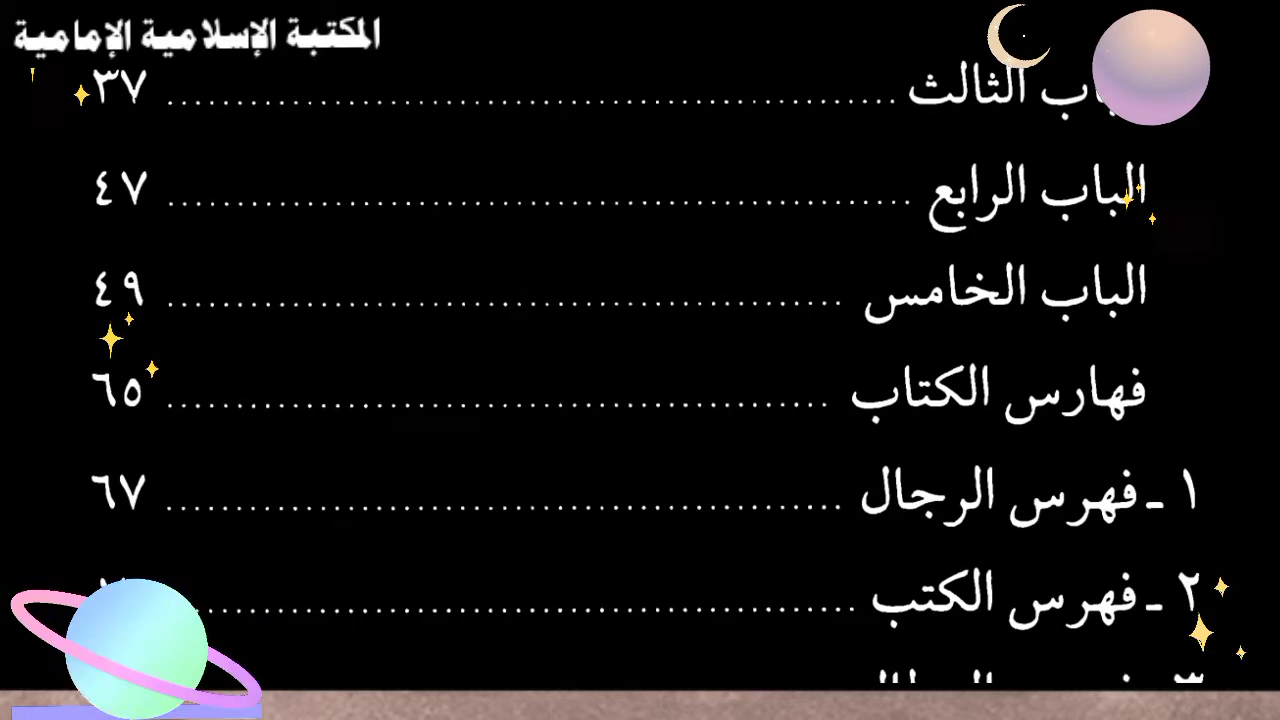 المكتبة الإسلامية الإمامية
الثالث ........................................ ٣٧
الباب الرابع ........................................ ٤٧
الباب الخامس ........................................ ٤٩
فهارس الكتاب ........................................ ٦٥
١ ـ فهرس الرجال ........................................ ٦٧
٢ ـ فهرس الكتب ........................................